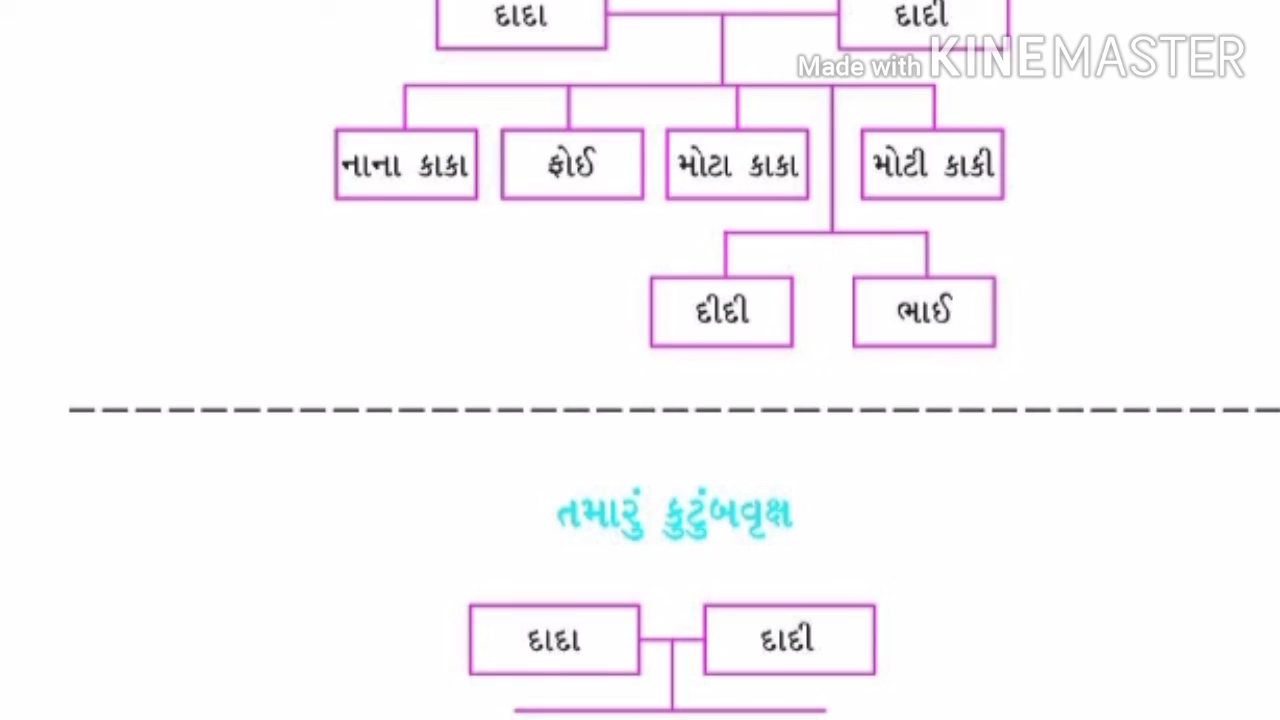 દાદા દાદી
Made with KINEMASTER
નાના કાકા ફોઈ મોટા કાકા મોટી કાકી
દીદી ભાઈ
તમારું કુટુંબવૃક્ષ
દાદા દાદી